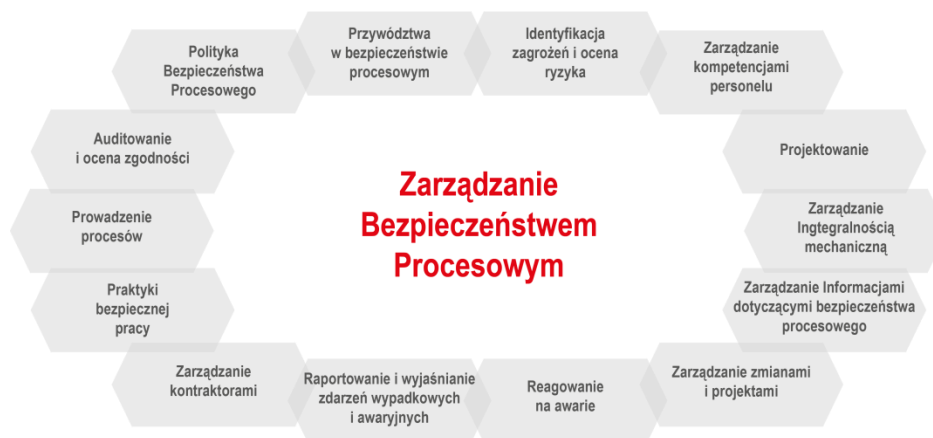 Polityka
Bezpieczeństwa
Procesowego
Przywództwa
w bezpieczeństwie
procesowym
Identyfikacja
zagrożeń i ocena
ryzyka
Zarządzanie
kompetencjami
personelu
Auditowanie
i ocena zgodności
Projektowanie
Zarządzanie
Bezpieczeństwem
Procesowym
Prowadzenie
procesów
Zarządzanie
Ingtegralnością
mechaniczną
Praktyki
bezpiecznej
pracy
Zarządzanie Informacjami
dotyczącymi bezpieczeństwa
procesowego
Zarządzanie
kontraktorami
Raportowanie i wyjaśnianie
zdarzeń wypadkowych
i awaryjnych
Reagowanie
na awarie
Zarządzanie zmianami
i projektami